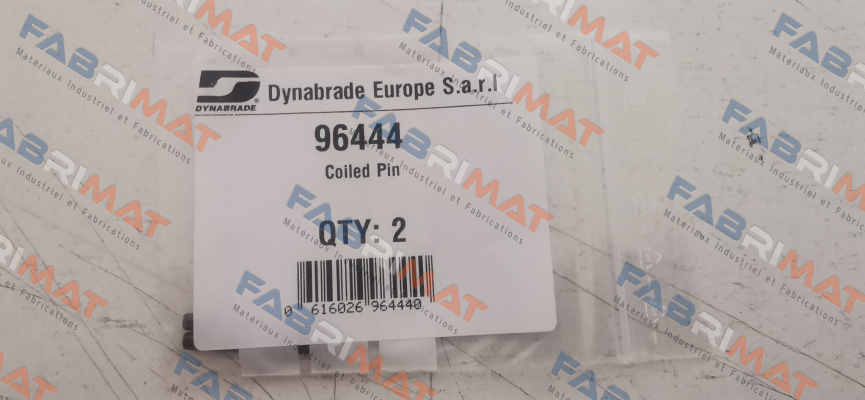 DYNABRADE
Dynabrade Europe S.a.r.l
96444
Coiled Pin
QTY: 2
0 616026 964440
FABRIMAT
Materiaux Industriel et Fabrications